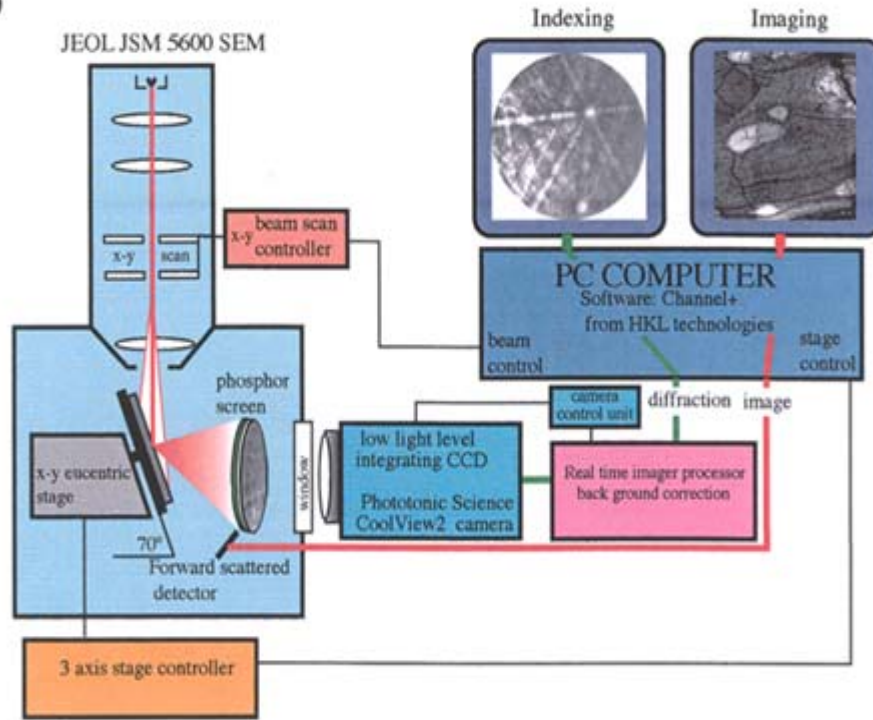 )
JEOL JSM 5600 SEM
Indexing
Imaging
x-y
scan
x-y beam scan
controller
PC COMPUTER
Software: Channel+
from HKL technologies
beam
control
stage
control
phosphor
screen
camera
control unit
diffraction
image
x-y eucentric
stage
window
low light level
integrating CCD
Phototonic Science
CoolView2 camera
Real time imager processor
back ground correction
70°
Forward scattered
detector
3 axis stage controller